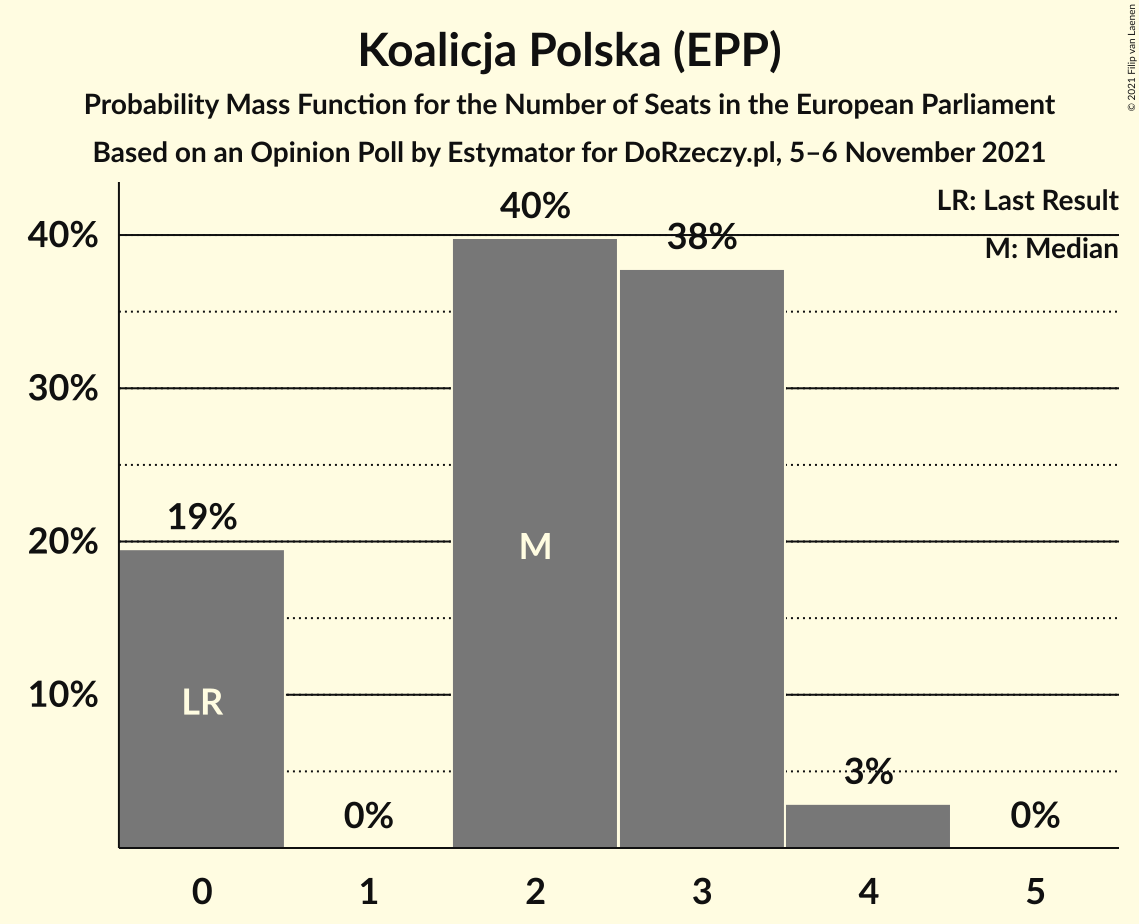 Koalicja Polska (EPP)
Probability Mass Function for the Number of Seats in the European Parliament
Based on an Opinion Poll by Estymator for DoRzeczy.pl, 5–6 November 2021
© 2021 Filip van Laenen
LR: Last Result
M: Median
40%
30%
20%
10%
19%
0%
40%
38%
3%
0%
LR
M
0 1 2 3 4 5